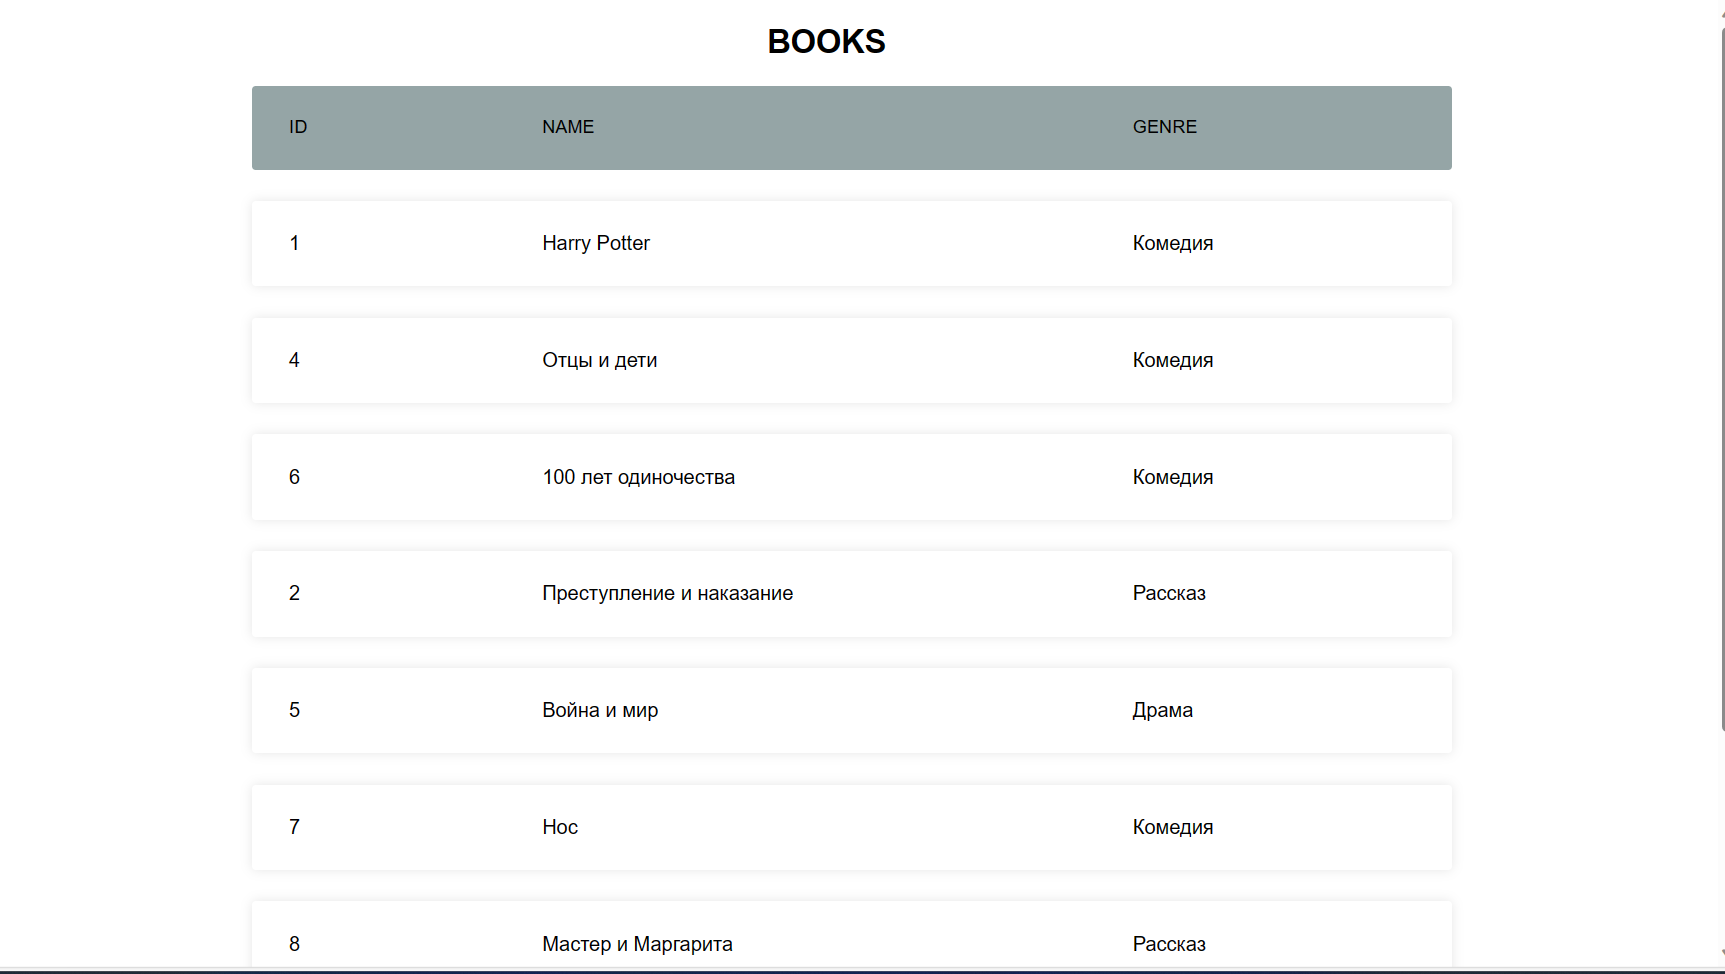 BOOKS
ID NAME GENRE
1 Harry Potter Комедия
4 Отцы и дети Комедия
6 100 лет одиночества Комедия
2 Преступление и наказание Рассказ
5 Война и мир Драма
7 Нос Комедия
8 Мастер и Маргарита Рассказ